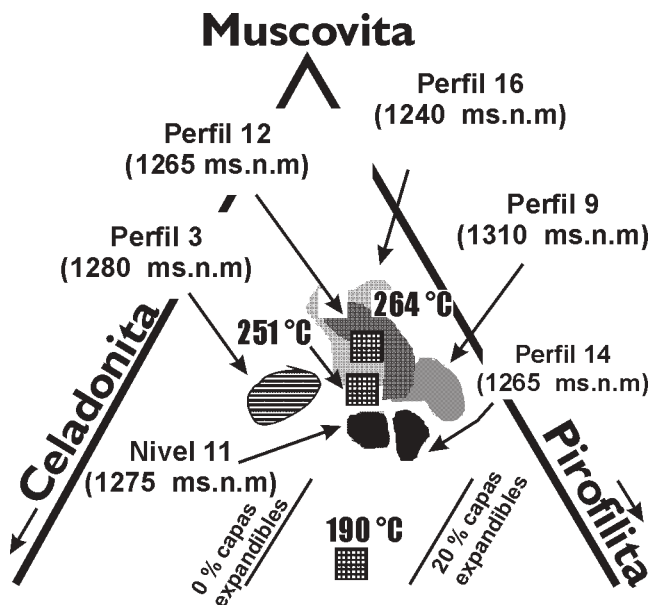 Muscovita
Perfil 16
(1240 ms.n.m)
Perfil 12
(1265 ms.n.m)
Perfil 9
(1310 ms.n.m)
Perfil 3
(1280 ms.n.m)
264 °C
251 °C
Celadonita
Perfil 14
(1265 ms.n.m)
Nivel 11
(1275 ms.n.m)
Pirofilita
0 % capas
expandibles
190 °C
20 % capas
expandibles